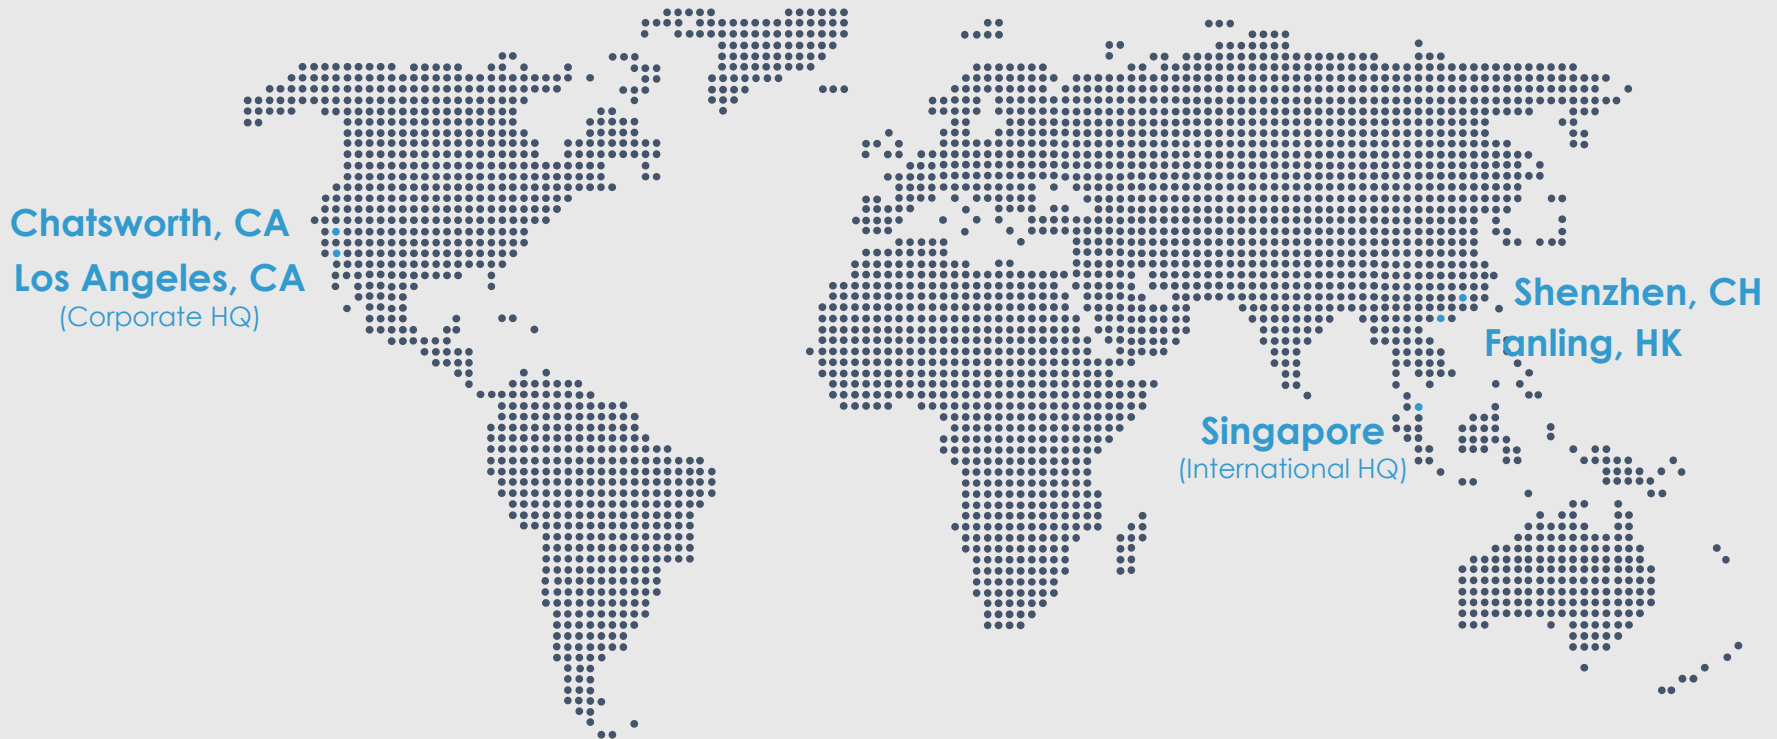 Chatsworth, CA
Los Angeles, CA
(Corporate HQ)
Shenzhen, CH
Fanling, HK
Singapore
(International HQ)